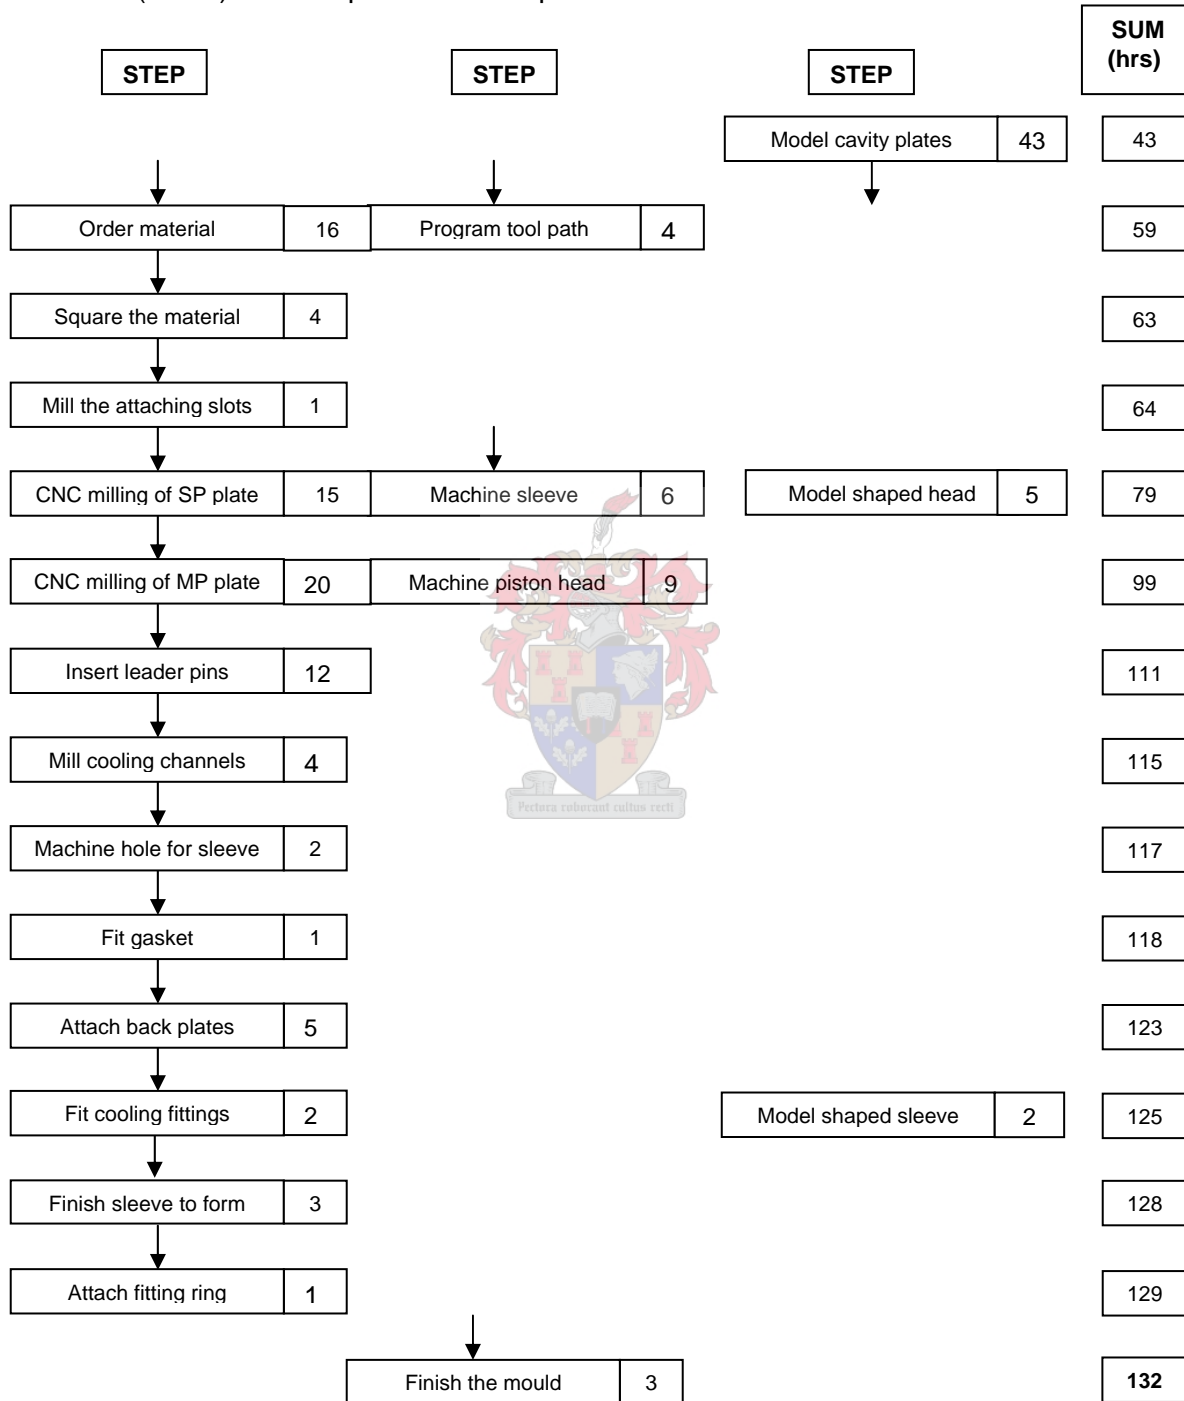 SUM
(hrs)
STEP STEP STEP
Model cavity plates 43 43
Order material 16 Program tool path 4 59
Square the material 4 63
Mill the attaching slots 1 64
CNC milling of SP plate 15 Machine sleeve 6 Model shaped head 5 79
CNC milling of MP plate 20 Machine piston head 9 99
Insert leader pins 12 111
Mill cooling channels 4 115
Pectora roborant cultus recti
Machine hole for sleeve 2 117
Fit gasket 1 118
Attach back plates 5 123
Fit cooling fittings 2 Model shaped sleeve 2 125
Finish sleeve to form 3 128
Attach fitting ring 1 129
Finish the mould 3 132